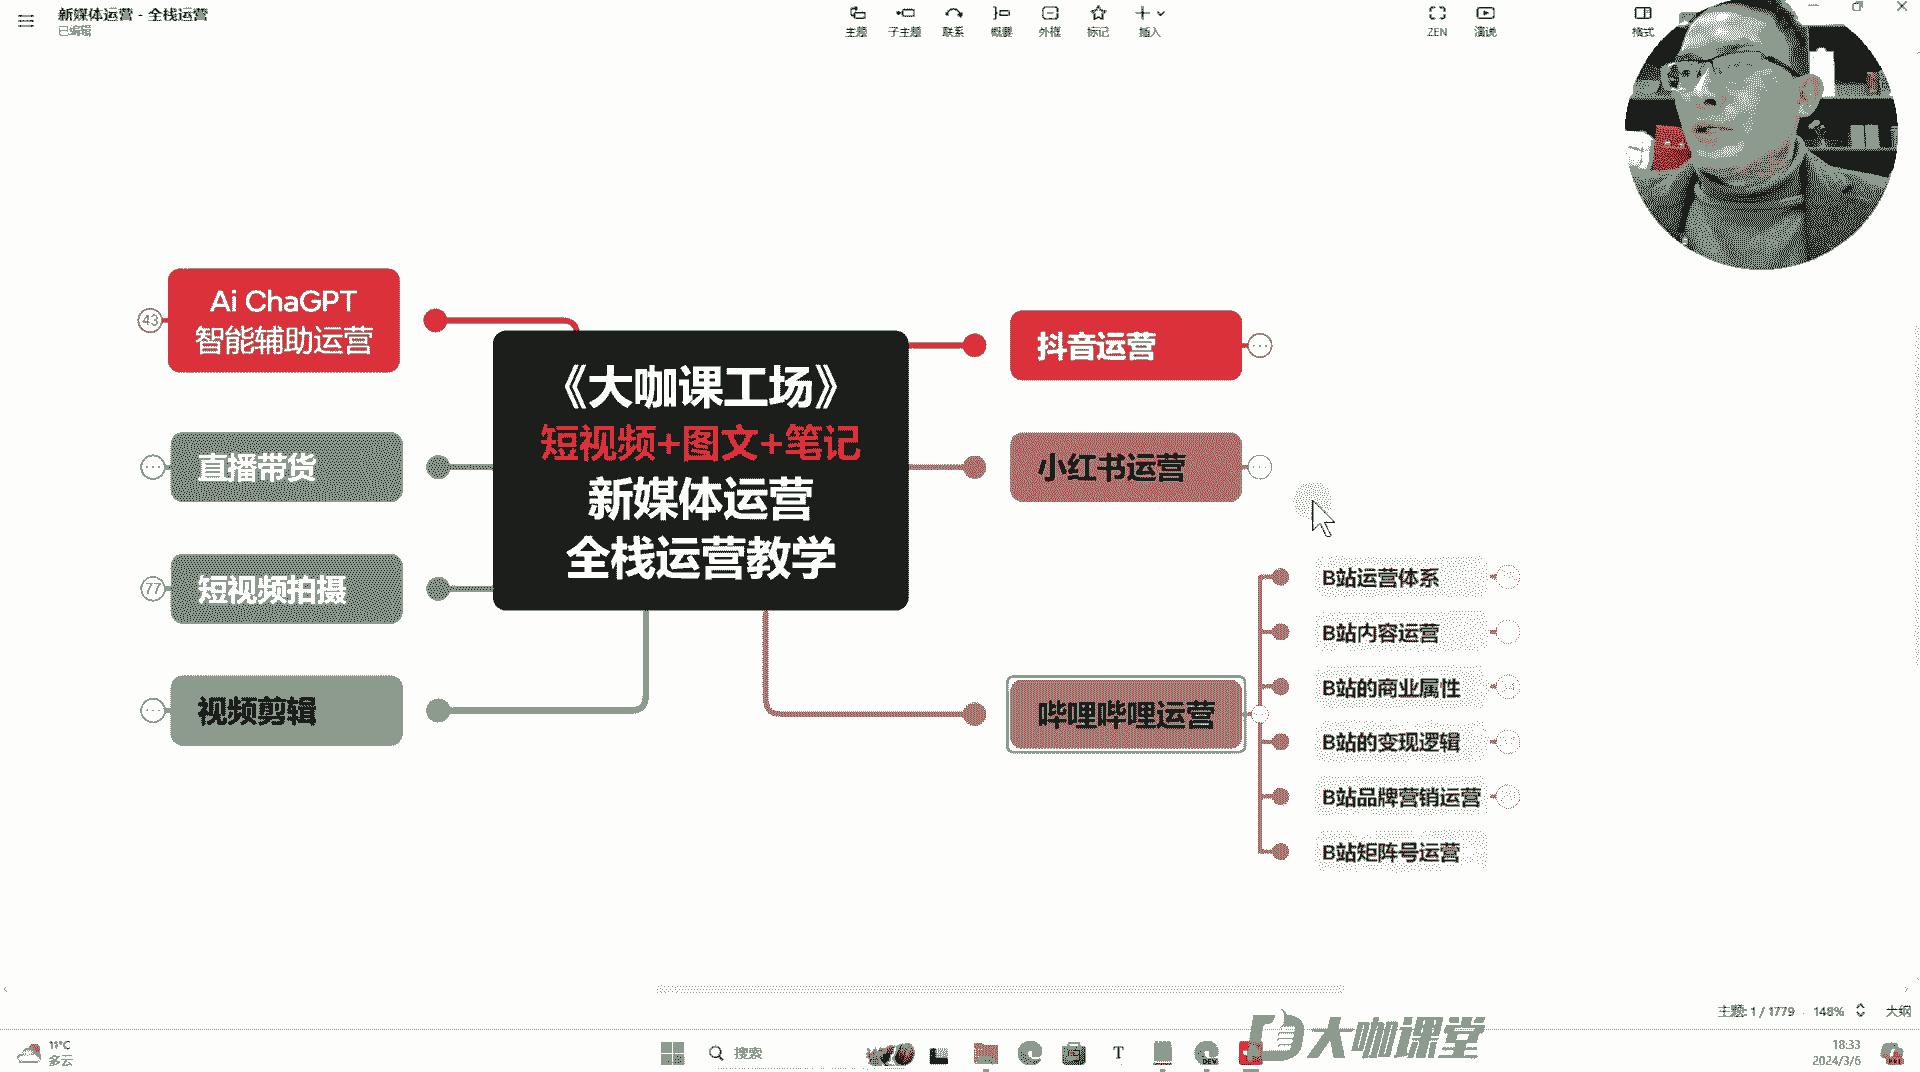 新媒体运营 - 全栈运营
已编辑
主题
子主题
联系
概要
外框
标记
插入
ZEN
演说
格式
43
Ai ChaGPT
智能辅助运营
直播带货
77
短视频拍摄
视频剪辑
《大咖课工场》
短视频+图文+笔记
新媒体运营
全栈运营教学
抖音运营
小红书运营
哔哩哔哩运营
B站运营体系
B站内容运营
B站的商业属性
B站的变现逻辑
B站品牌营销运营
B站矩阵号运营
主题: 1 / 1779
148%
大纲
11°C
多云
搜索
T
DEV
大咖课堂
18:33
2024/3/6